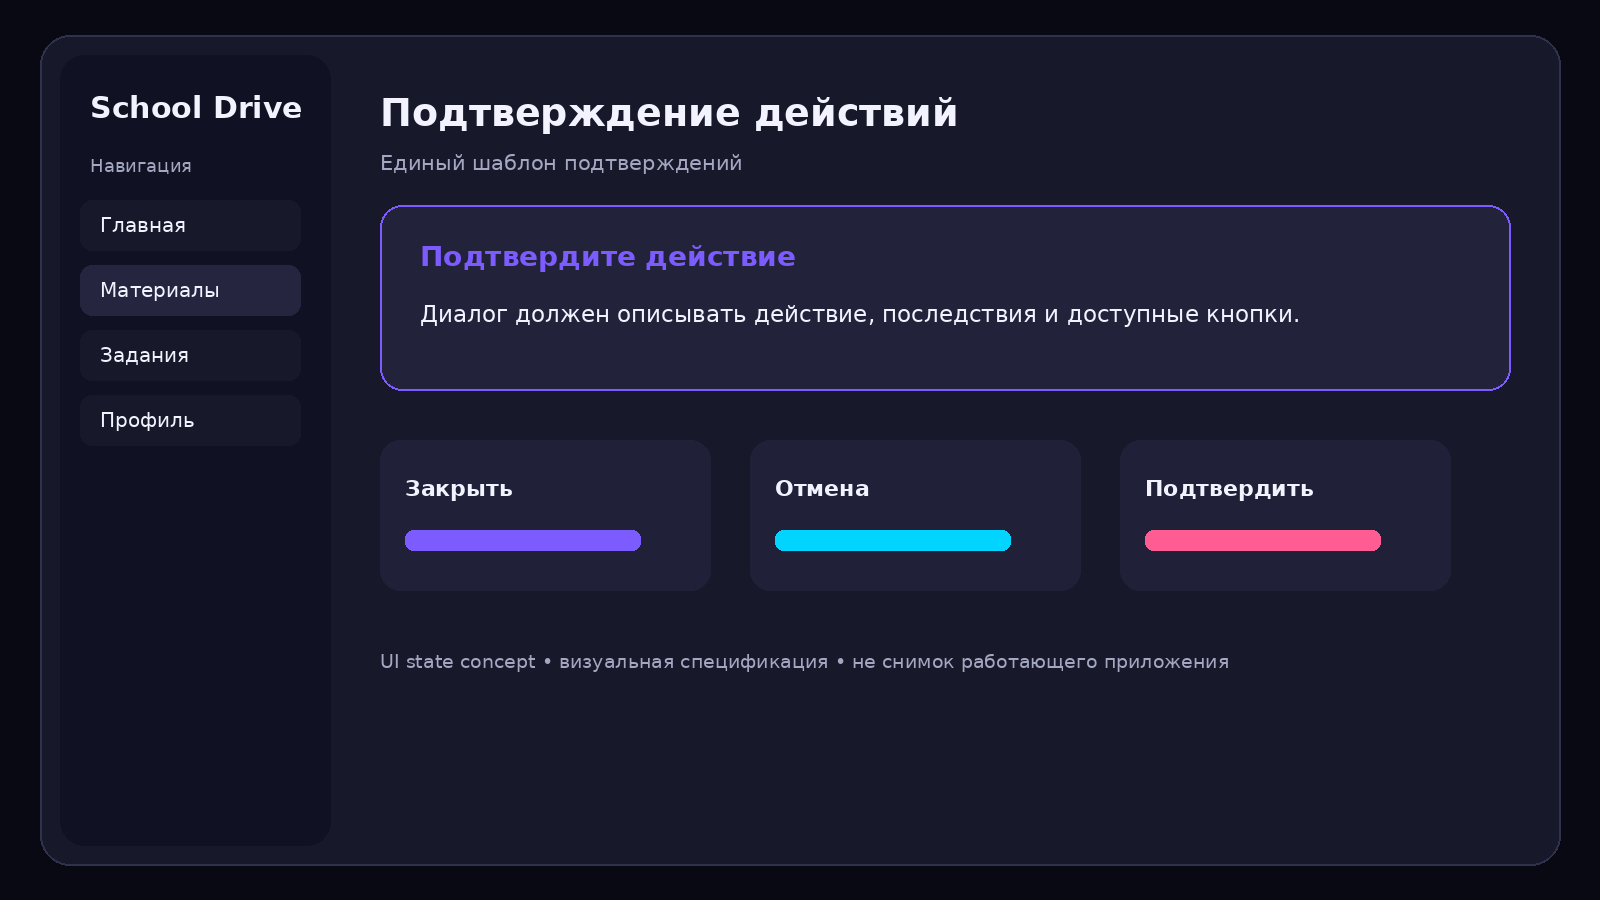 School Drive
Навигация
Главная
Материалы
Задания
Профиль
Подтверждение действий
Единый шаблон подтверждений
Подтвердите действие
Диалог должен описывать действие, последствия и доступные кнопки.
Закрыть
Отмена
Подтвердить
UI state concept • визуальная спецификация • не снимок работающего приложения